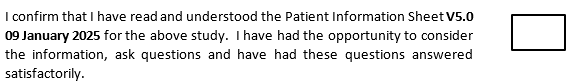 I confirm that I have read and understood the Patient Information Sheet V5.0
09 January 2025 for the above study. I have had the opportunity to consider
the information, ask questions and have had these questions answered
satisfactorily.